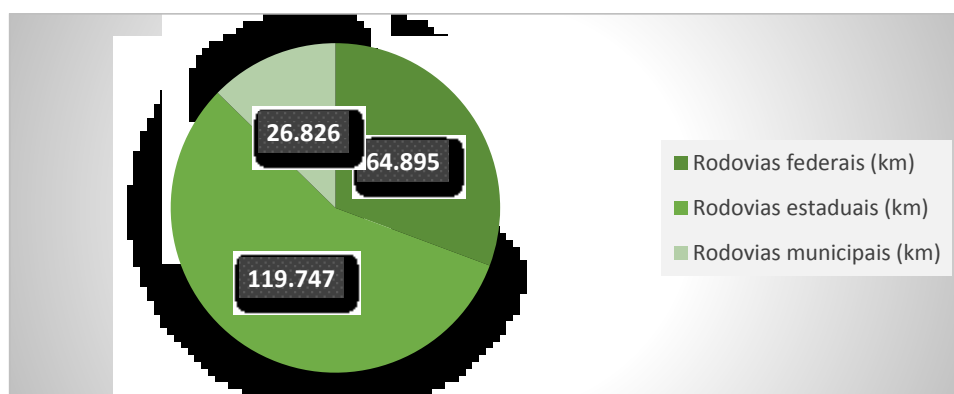 26.826
64.895
119.747
Rodovias federais (km)
Rodovias estaduais (km)
Rodovias municipais (km)